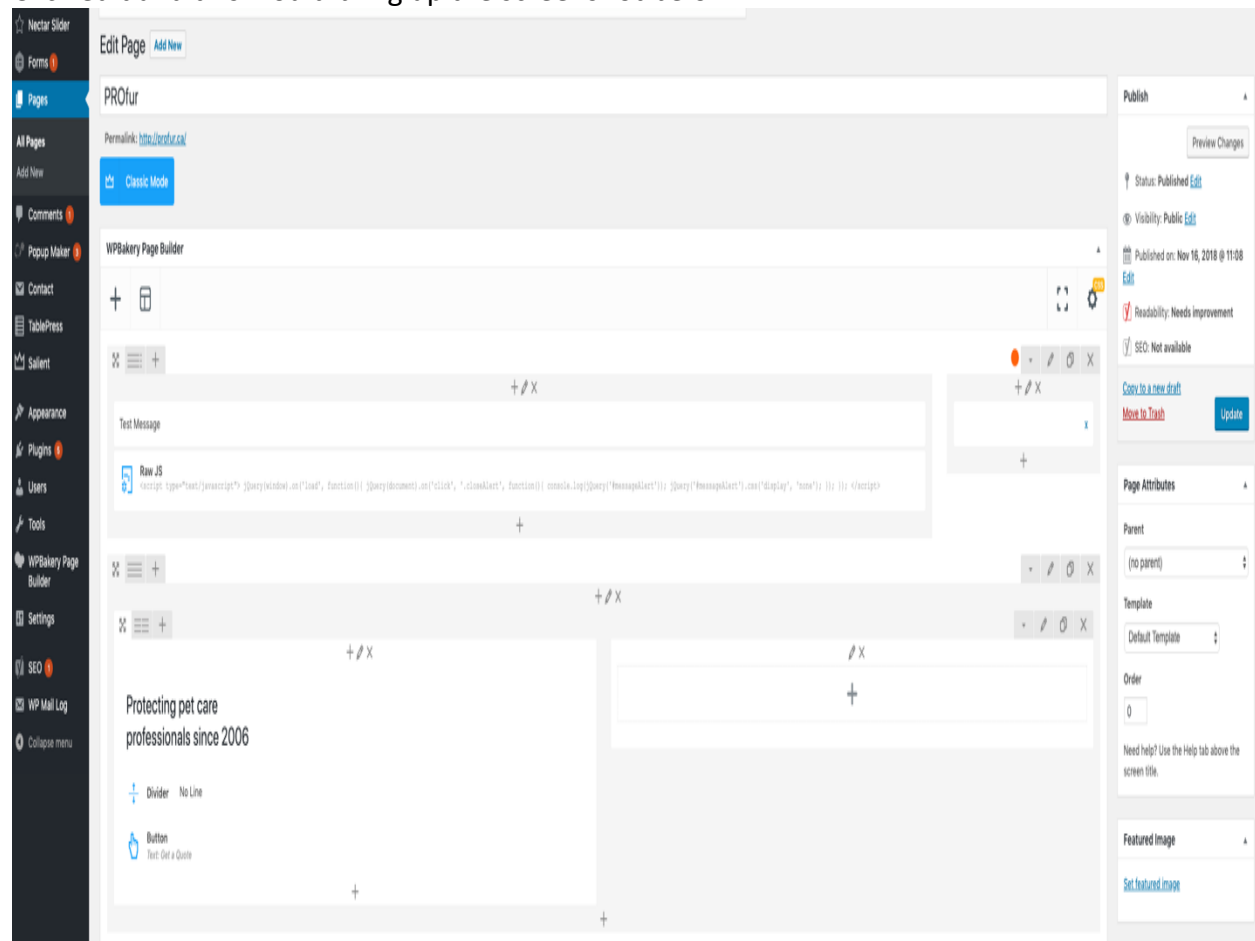 Nectar Slider
Forms 1
Pages
All Pages
Add New
Comments 1
Popup Maker
Contact
TablePress
Salient
Appearance
Plugins
Users
Tools
WPBakery Page
Builder
Settings
SEO 1
WP Mail Log
Collapse menu
Edit Page Add New
PROfur
Permalink: http://profur.ca/
Classic Mode
WPBakery Page Builder
CSS
Test Message
x
Raw JS
<script type="text/javascript"> jQuery(window).on('load', function(){ jQuery(document).on('click', '.closeAlert', function(){ console.log(jQuery('#messageAlert')); jQuery('#messageAlert').css('display', 'none'); }); }); </script>
Protecting pet care
professionals since 2006
Divider No Line
Button
Text: Get a Quote
Publish
Preview Changes
Status: Published Edit
Visibility: Public Edit
Published on: Nov 16, 2018 @ 11:08
Edit
Readability: Needs improvement
SEO: Not available
Copy to a new draft
Move to Trash Update
Page Attributes
Parent
(no parent)
Template
Default Template
Order
0
Need help? Use the Help tab above the
screen title.
Featured Image
Set featured image